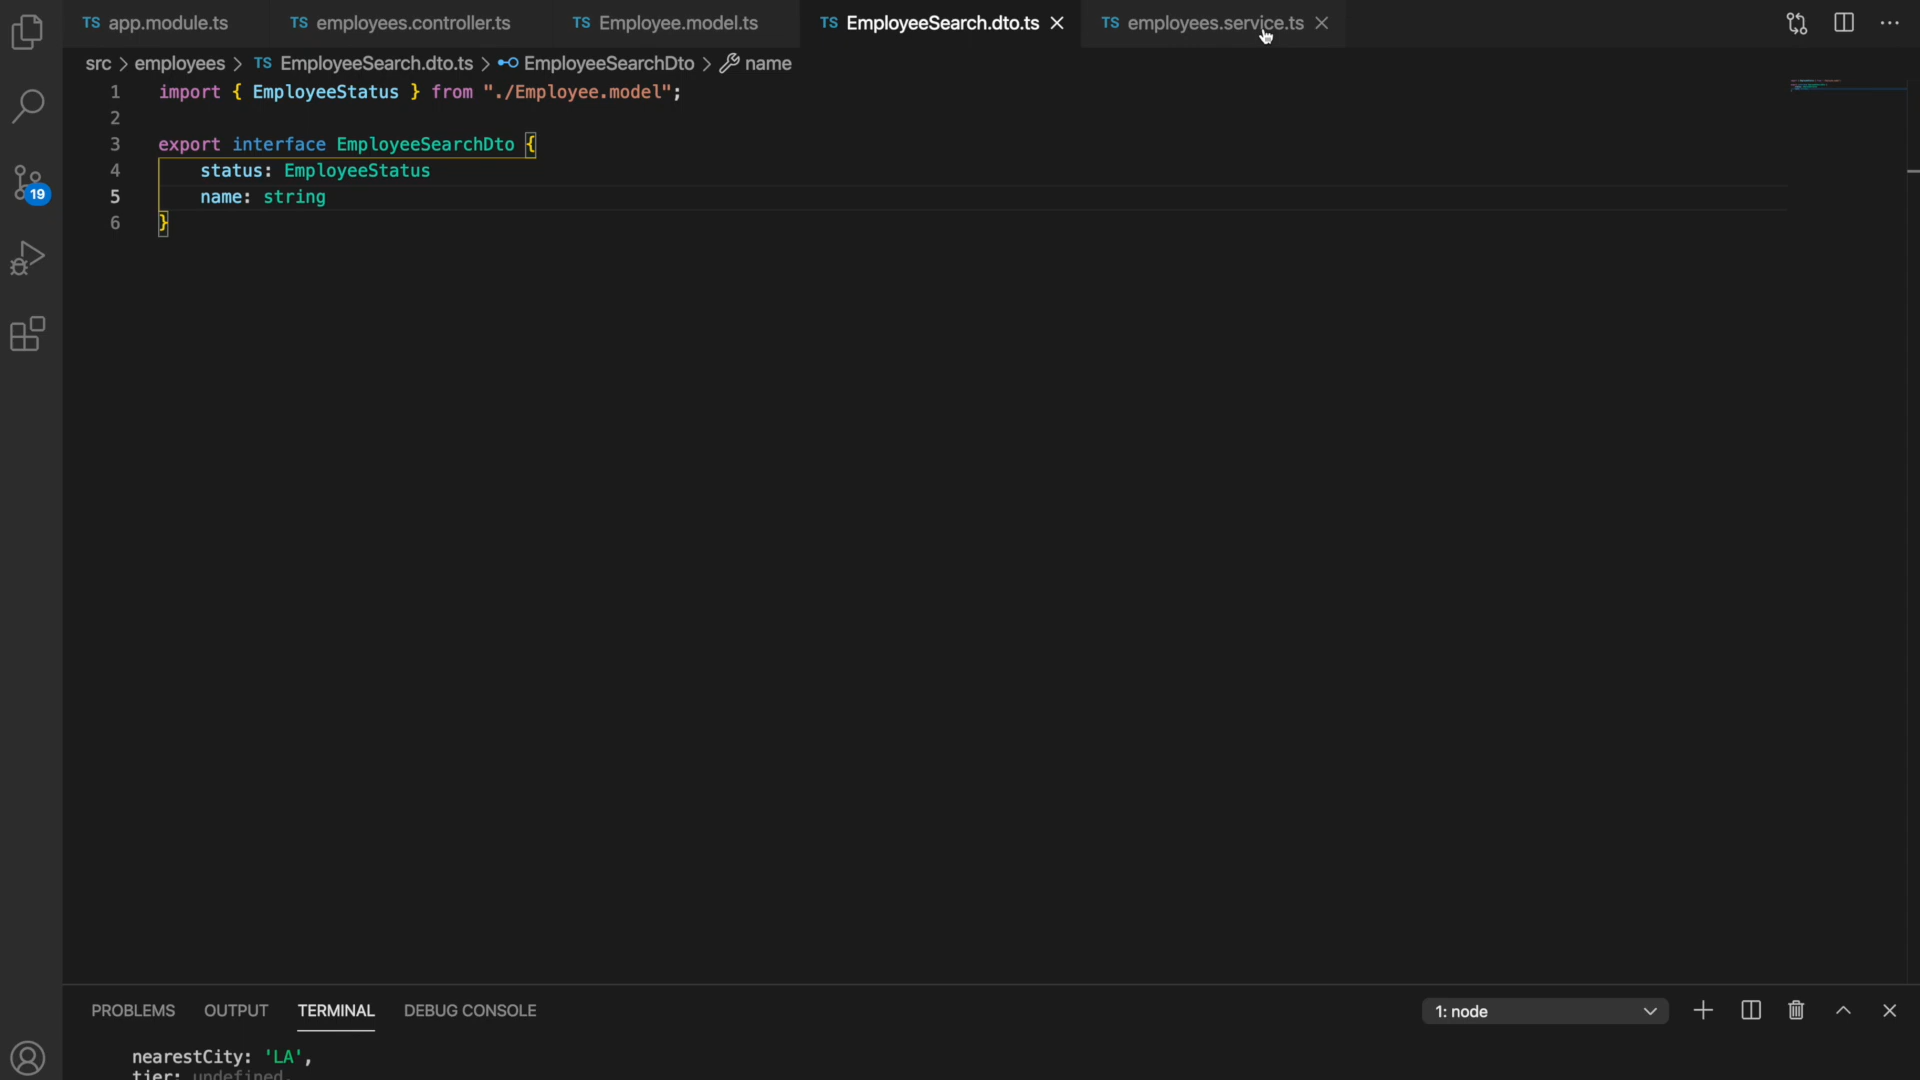 TS app.module.ts TS employees.controller.ts TS Employee.model.ts TS EmployeeSearch.dto.ts TS employees.service.ts
src > employees > TS EmployeeSearch.dto.ts > EmployeeSearchDto > name
1 import { EmployeeStatus } from "./Employee.model";
2
3 export interface EmployeeSearchDto {
4 status: EmployeeStatus
5 name: string
6 }
19
PROBLEMS OUTPUT TERMINAL DEBUG CONSOLE 1: node
nearestCity: 'LA',
tier: undefined,